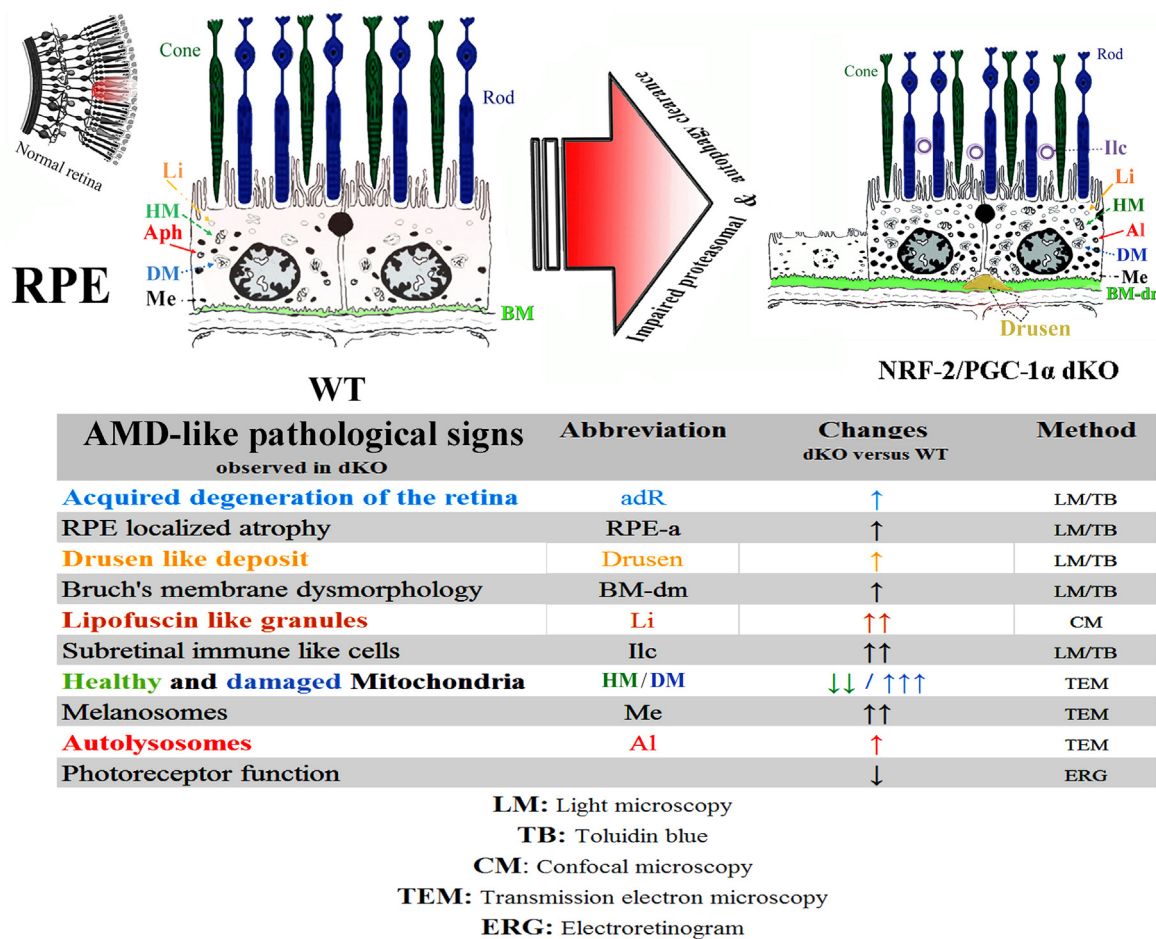 Cone
Rod
Normal retina
Li
HM
Aph
DM
Me
RPE
BM
WT
Impaired proteasomal
& autophagy clearance
Cone
Rod
Ilc
Li
HM
Al
DM
Me
BM-dr
Drusen
NRF-2/PGC-1α dKO
AMD-like pathological signs Abbreviation Changes Method
observed in dKO dKO versus WT
Acquired degeneration of the retina adR ↑ LM/TB
RPE localized atrophy RPE-a ↑ LM/TB
Drusen like deposit Drusen ↑ LM/TB
Bruch's membrane dysmorphology BM-dm ↑ LM/TB
Lipofuscin like granules Li ↑↑ CM
Subretinal immune like cells Ilc ↑↑ LM/TB
Healthy and damaged Mitochondria HM/DM ↓↓ / ↑↑↑ TEM
Melanosomes Me ↑↑ TEM
Autolysosomes Al ↑ TEM
Photoreceptor function ↓ ERG
LM: Light microscopy
TB: Toluidin blue
CM: Confocal microscopy
TEM: Transmission electron microscopy
ERG: Electroretinogram